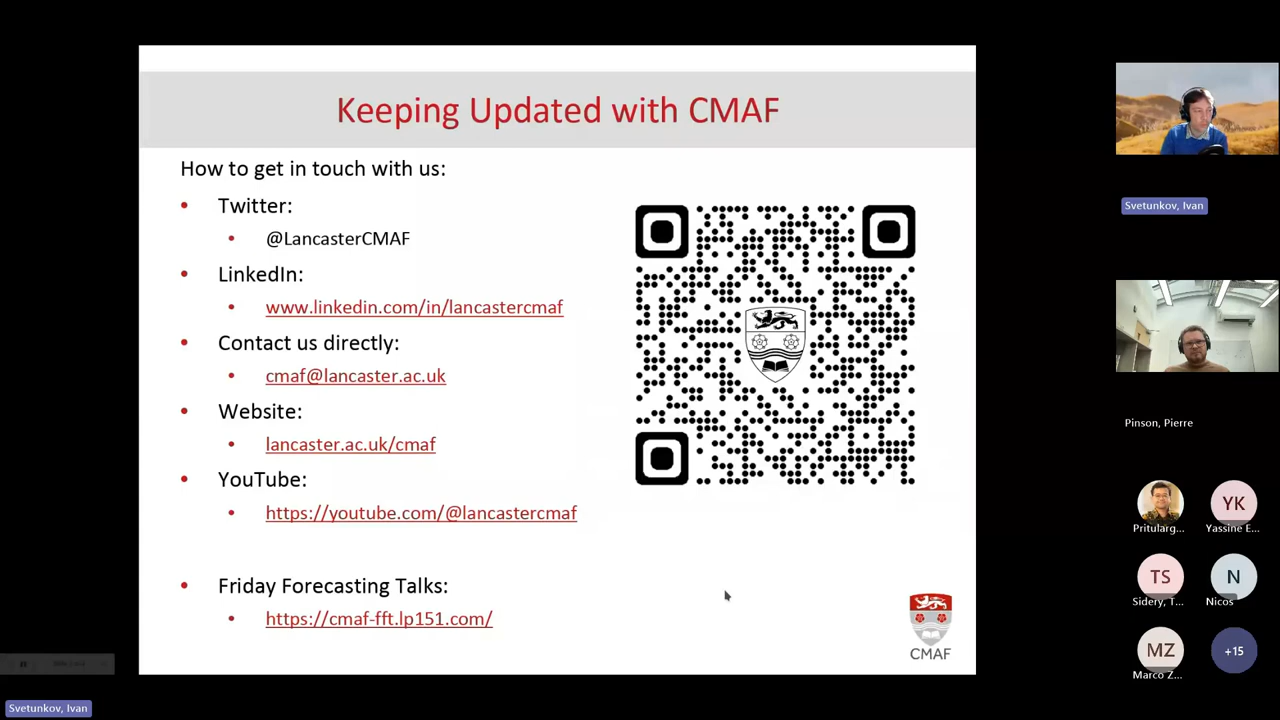 Keeping Updated with CMAF
How to get in touch with us:
• Twitter:
• @LancasterCMAF
• LinkedIn:
• www.linkedin.com/in/lancastercmaf
• Contact us directly:
• cmaf@lancaster.ac.uk
• Website:
• lancaster.ac.uk/cmaf
• YouTube:
• https://youtube.com/@lancastercmaf
• Friday Forecasting Talks:
• https://cmaf-fft.lp151.com/
CMAF
Svetunkov, Ivan
Pinson, Pierre
YK
Pritularg... Yassine E...
TS N
Sidery, T... Nicos
MZ +15
Marco Z...
Svetunkov, Ivan